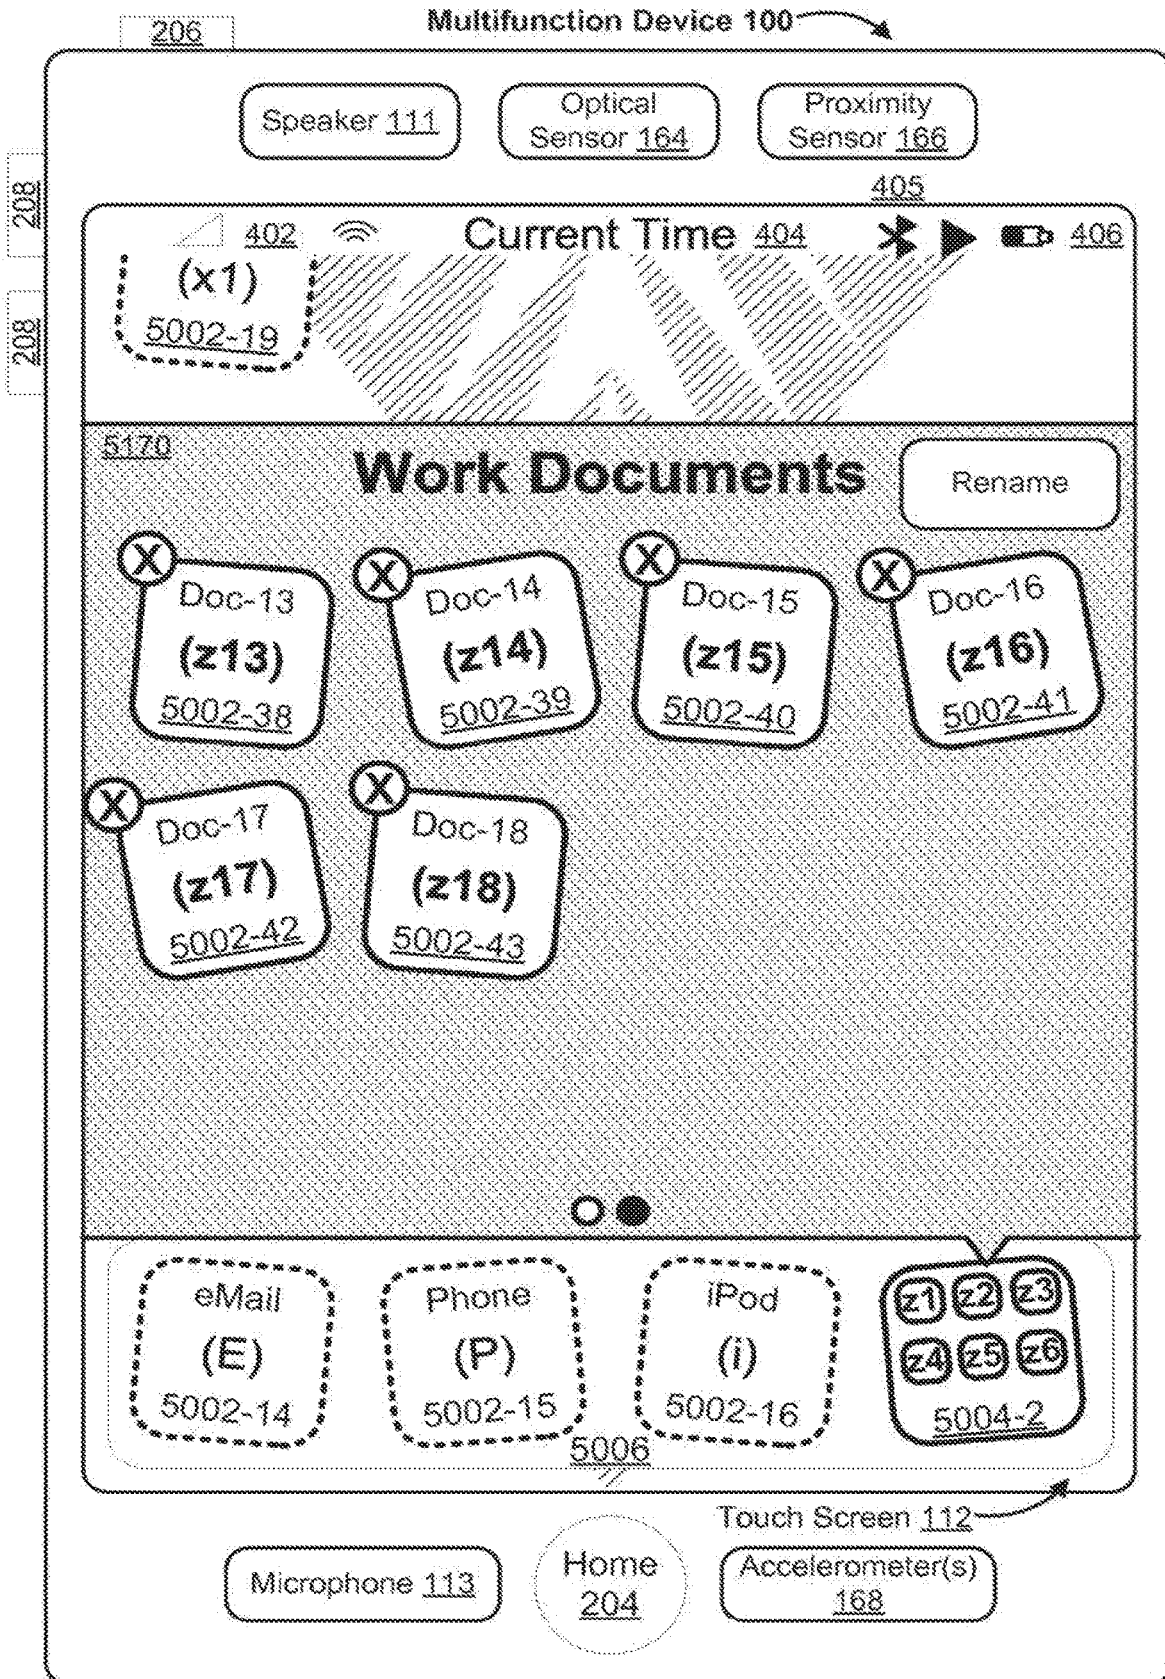 Multifunction Device 100
206
Speaker 111
Optical
Sensor 164
Proximity
Sensor 166
208
208
405
402
Current Time 404
406
(x1)
5002-19
5170
Work Documents
Rename
X
Doc-13
(z13)
5002-38
X
Doc-14
(z14)
5002-39
X
Doc-15
(z15)
5002-40
X
Doc-16
(z16)
5002-41
X
Doc-17
(z17)
5002-42
X
Doc-18
(z18)
5002-43
eMail
(E)
5002-14
Phone
(P)
5002-15
iPod
(i)
5002-16
z1 z2 z3
z4 z5 z6
5004-2
5006
Touch Screen 112
Microphone 113
Home
204
Accelerometer(s)
168